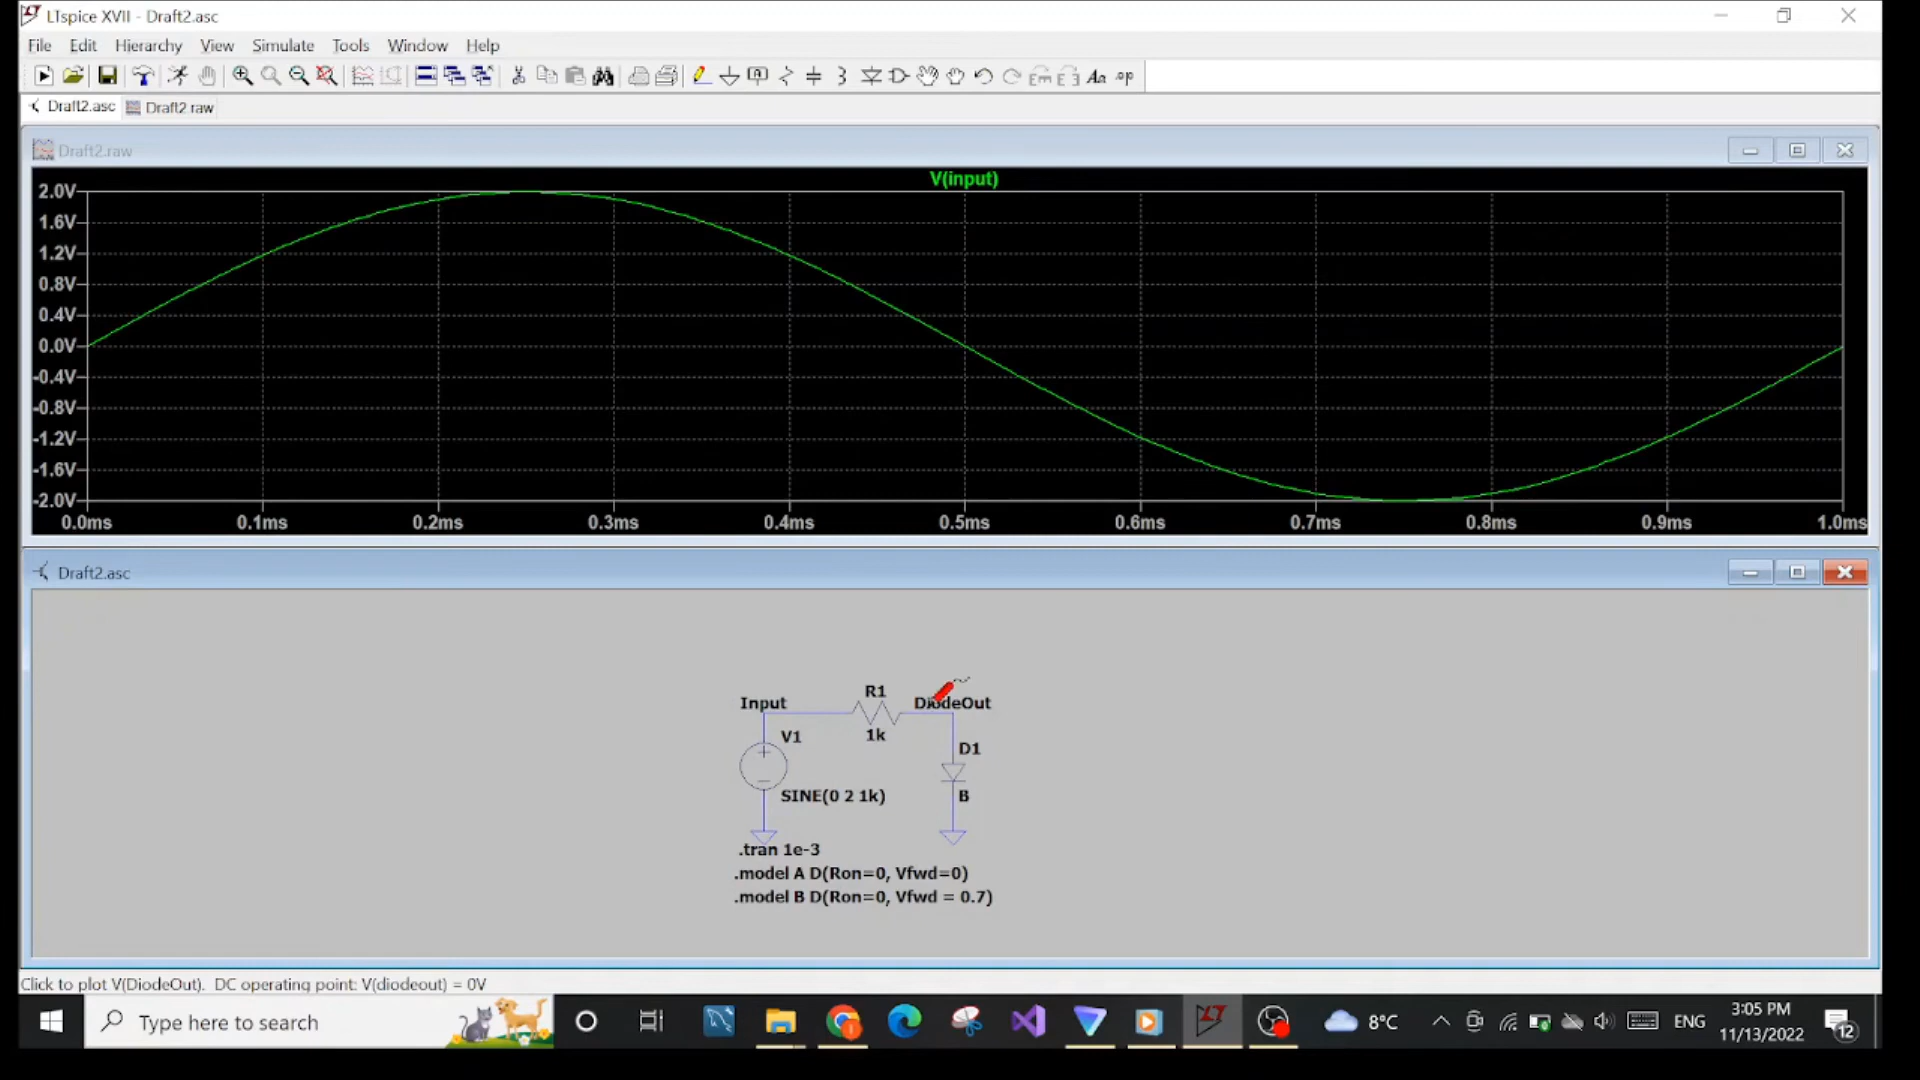 LTspice XVII - Draft2.asc
File Edit Hierarchy View Simulate Tools Window Help
Draft2.asc Draft2.raw
Draft2.raw
V(input)
2.0V
1.6V
1.2V
0.8V
0.4V
0.0V
-0.4V
-0.8V
-1.2V
-1.6V
-2.0V
0.0ms 0.1ms 0.2ms 0.3ms 0.4ms 0.5ms 0.6ms 0.7ms 0.8ms 0.9ms 1.0ms
Draft2.asc
R1
Input DiodeOut
V1 1k
D1
SINE(0 2 1k) B
.tran 1e-3
.model A D(Ron=0, Vfwd=0)
.model B D(Ron=0, Vfwd = 0.7)
Click to plot V(DiodeOut). DC operating point: V(diodeout) = 0V
Type here to search
8°C
ENG
3:05 PM
11/13/2022
12